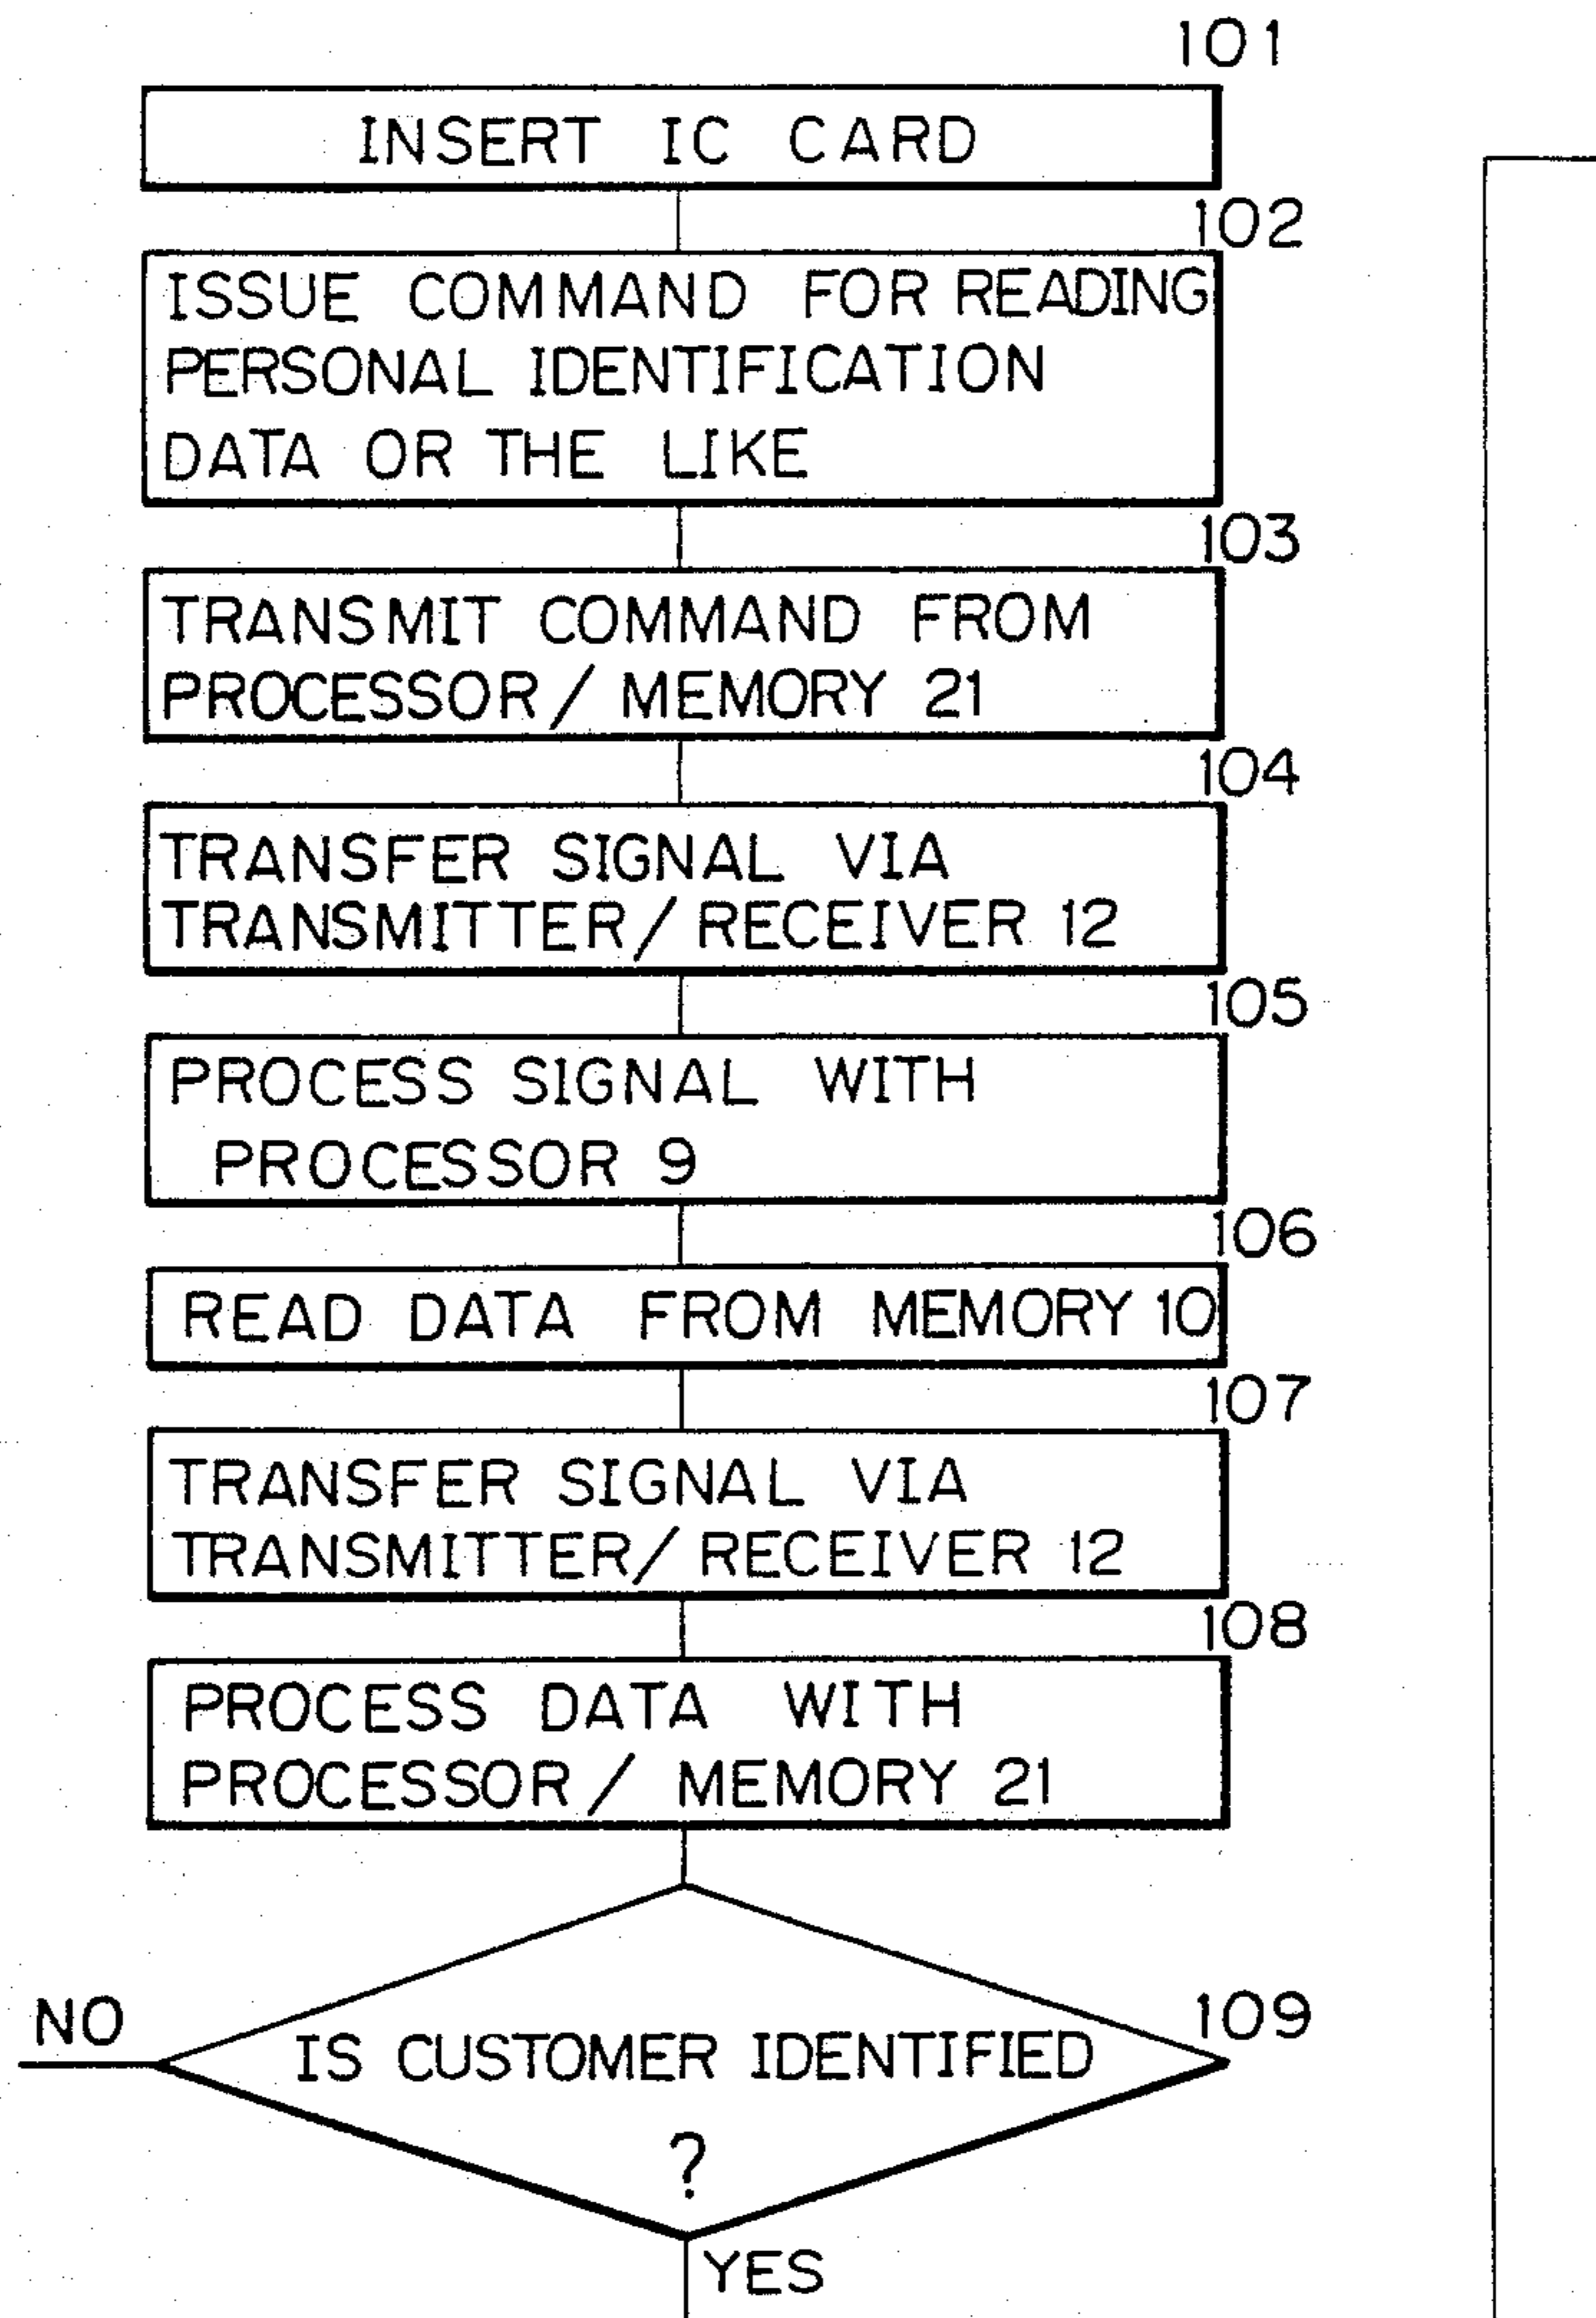 101
INSERT IC CARD
102
ISSUE COMMAND FOR READING
PERSONAL IDENTIFICATION
DATA OR THE LIKE
103
TRANSMIT COMMAND FROM
PROCESSOR/MEMORY 21
104
TRANSFER SIGNAL VIA
TRANSMITTER/RECEIVER 12
105
PROCESS SIGNAL WITH
PROCESSOR 9
106
READ DATA FROM MEMORY 10
107
TRANSFER SIGNAL VIA
TRANSMITTER/RECEIVER 12
108
PROCESS DATA WITH
PROCESSOR/MEMORY 21
109
NO
IS CUSTOMER IDENTIFIED
?
YES